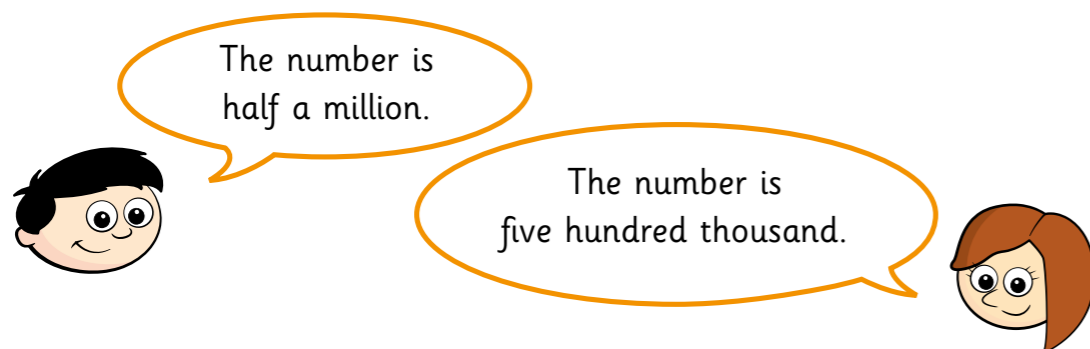 The number is
half a million.
The number is
five hundred thousand.